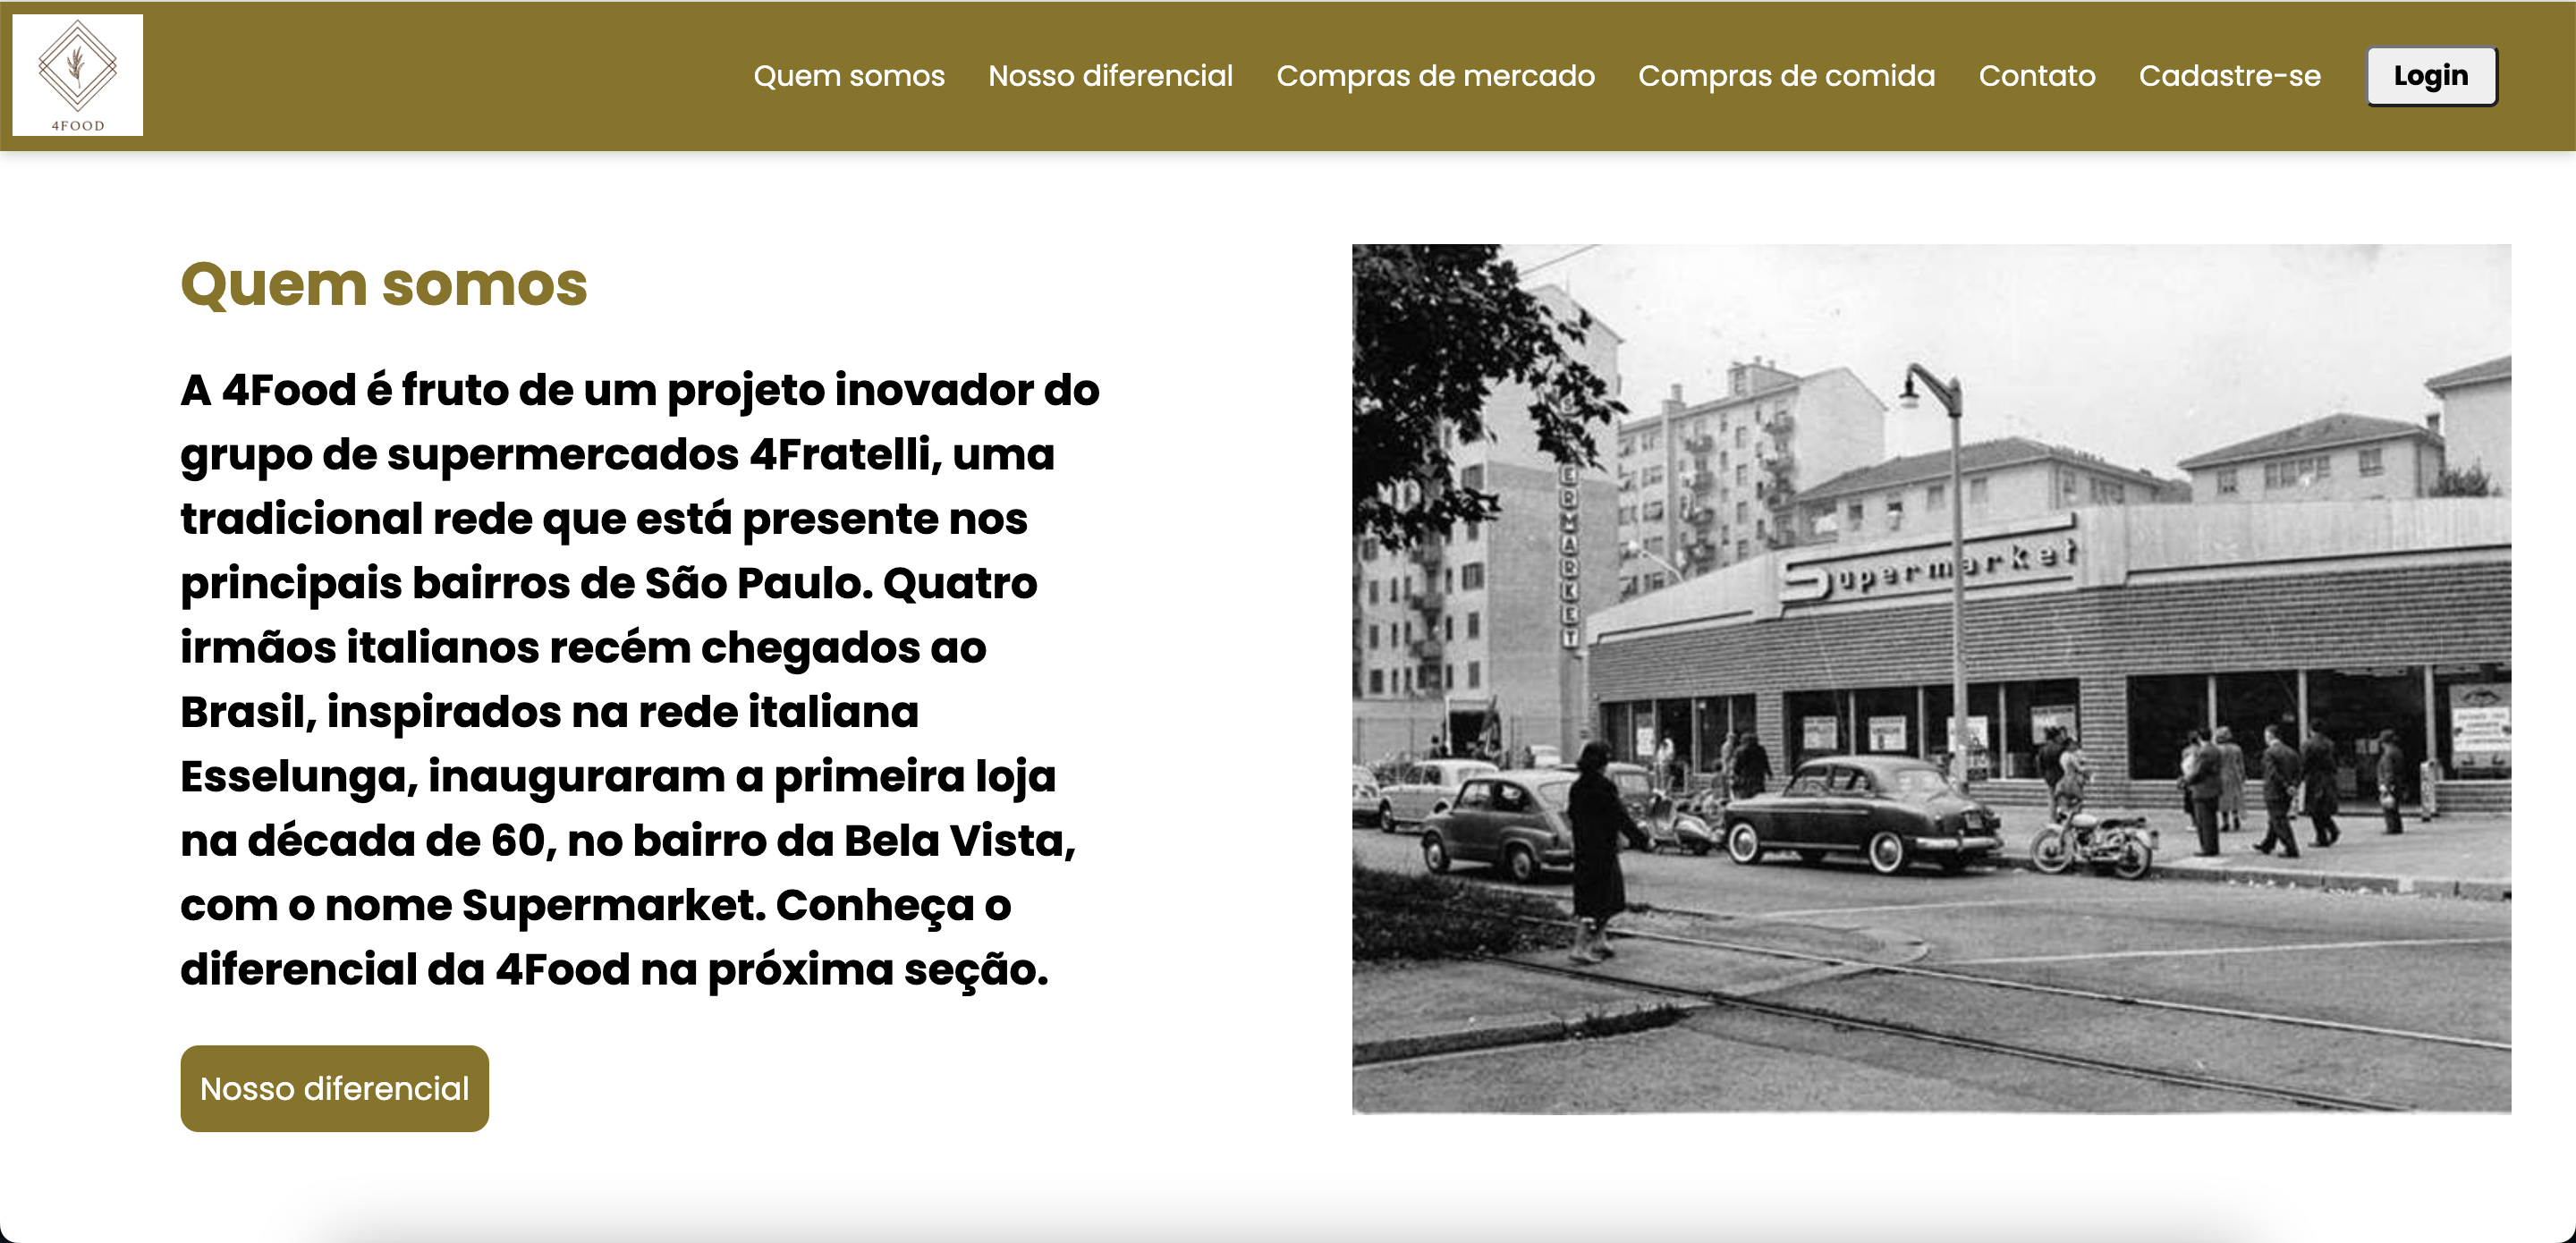 4FOOD
Quem somos
Nosso diferencial
Compras de mercado
Compras de comida
Contato
Cadastre-se
Login
Quem somos
A 4Food é fruto de um projeto inovador do
grupo de supermercados 4Fratelli, uma
tradicional rede que está presente nos
principais bairros de São Paulo. Quatro
irmãos italianos recém chegados ao
Brasil, inspirados na rede italiana
Esselunga, inauguraram a primeira loja
na década de 60, no bairro da Bela Vista,
com o nome Supermarket. Conheça o
diferencial da 4Food na próxima seção.
Nosso diferencial
Supermarket